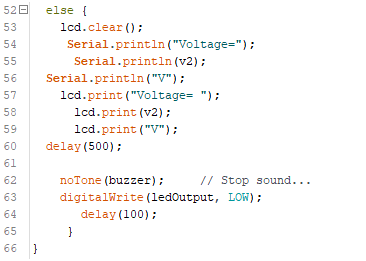 52 else {
53 lcd.clear();
54 Serial.println("Voltage=");
55 Serial.println(v2);
56 Serial.println("V");
57 lcd.print("Voltage= ");
58 lcd.print(v2);
59 lcd.print("V");
60 delay(500);
61
62 noTone(buzzer); // Stop sound...
63 digitalWrite(ledOutput, LOW);
64 delay(100);
65 }
66 }